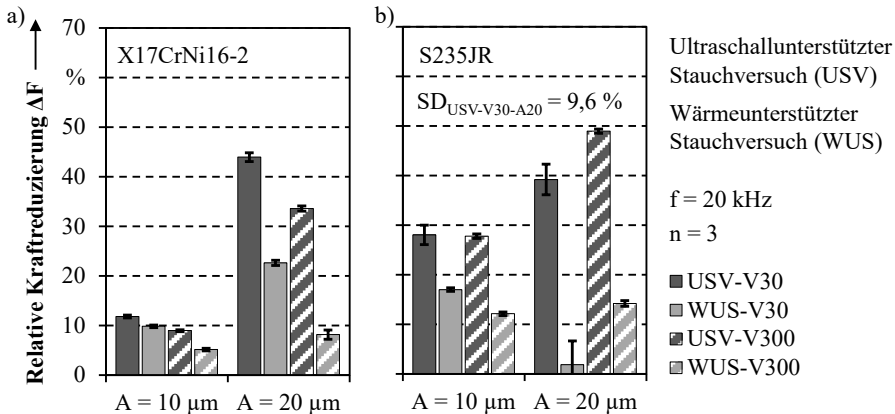 a)
Relative Kraftreduzierung ΔF
70
%
50
40
30
20
10
0
X17CrNi16-2
A = 10 µm
A = 20 µm
b)
S235JR
SD_USV-V30-A20 = 9,6 %
A = 10 µm
A = 20 µm
Ultraschallunterstützter
Stauchversuch (USV)
Wärmeunterstützter
Stauchversuch (WUS)
f = 20 kHz
n = 3
USV-V30
WUS-V30
USV-V300
WUS-V300